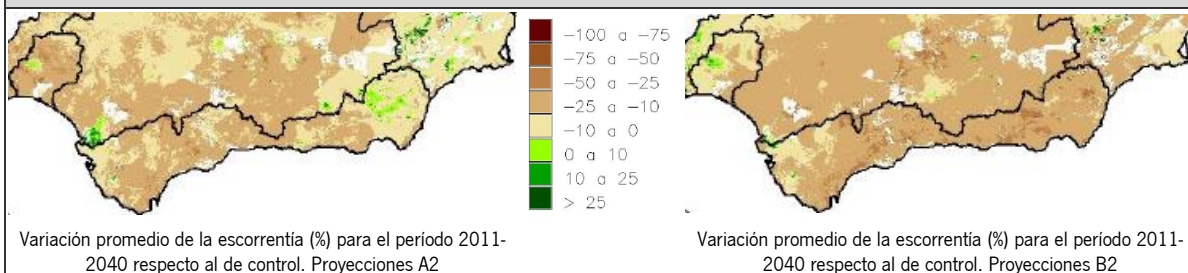 −100 a −75
−75 a −50
−50 a −25
−25 a −10
−10 a 0
0 a 10
10 a 25
> 25
Variación promedio de la escorrentía (%) para el período 2011-
2040 respecto al de control. Proyecciones A2
Variación promedio de la escorrentía (%) para el período 2011-
2040 respecto al de control. Proyecciones B2